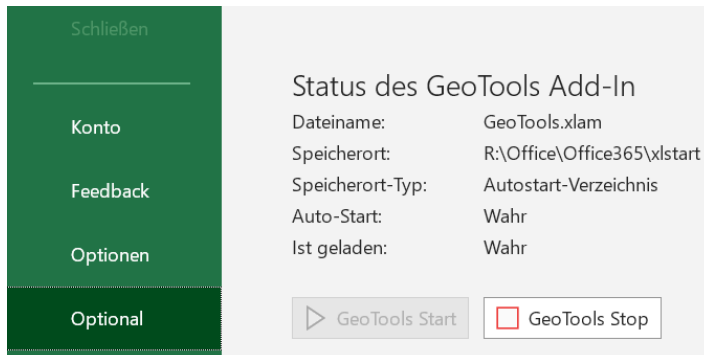 Schließen
Konto
Feedback
Optionen
Optional
Status des GeoTools Add-In
Dateiname: GeoTools.xlam
Speicherort: R:\Office\Office365\xlstart
Speicherort-Typ: Autostart-Verzeichnis
Auto-Start: Wahr
Ist geladen: Wahr
GeoTools Start GeoTools Stop